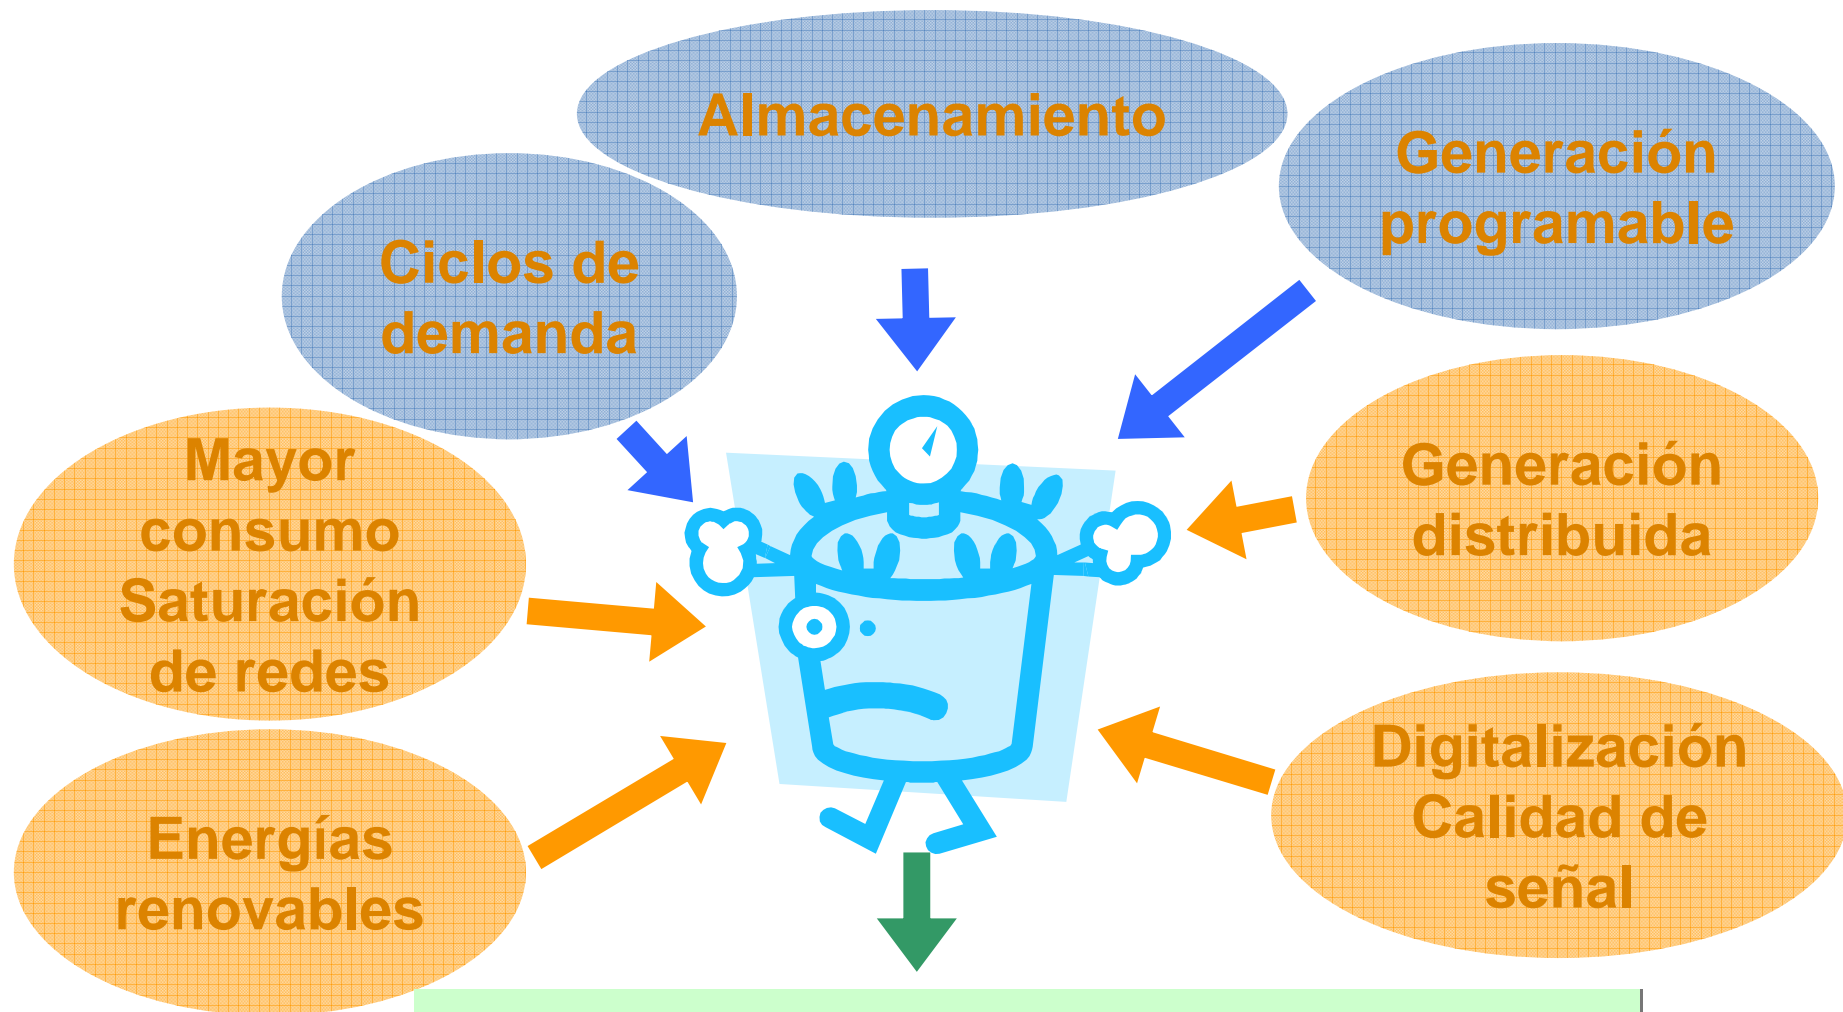 Almacenamiento
Generación
programable
Ciclos de
demanda
Mayor
consumo
Saturación
de redes
Generación
distribuida
Energías
renovables
Digitalización
Calidad de
señal